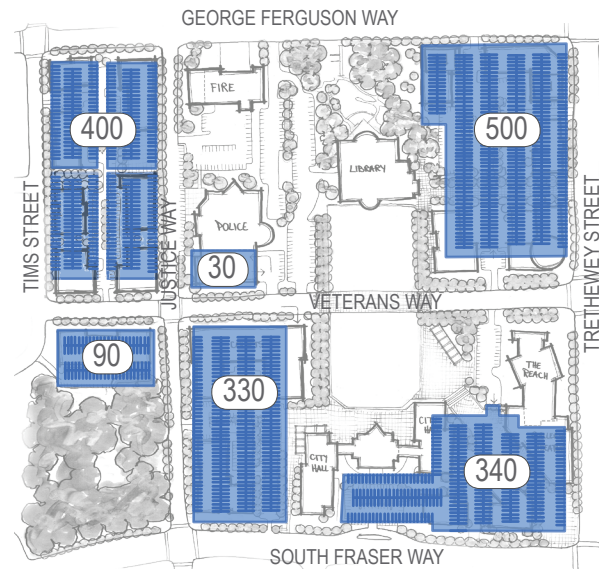 GEORGE FERGUSON WAY
FIRE
400
500
LIBRARY
TIMS STREET
JUSTICE WAY
POLICE
30
TRETHEWEY STREET
VETERANS WAY
90
330
THE REACH
CITY HALL
CITY
340
SOUTH FRASER WAY